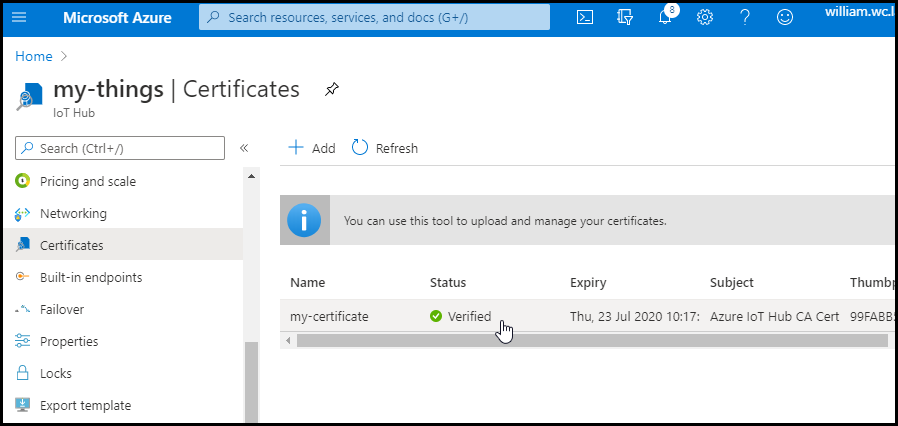 Microsoft Azure
Search resources, services, and docs (G+/)
8
william.wc.l
Home
my-things | Certificates
IoT Hub
Search (Ctrl+/)
Add
Refresh
Pricing and scale
Networking
Certificates
Built-in endpoints
Failover
Properties
Locks
Export template
You can use this tool to upload and manage your certificates.
Name Status Expiry Subject Thumbp
my-certificate Verified Thu, 23 Jul 2020 10:17: Azure IoT Hub CA Cert 99FABB5